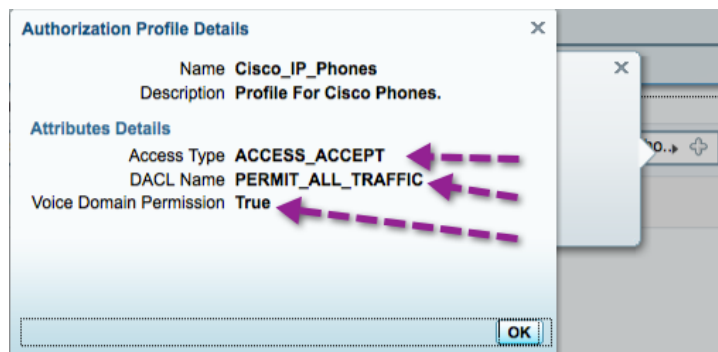 Authorization Profile Details
Name Cisco_IP_Phones
Description Profile For Cisco Phones.
Attributes Details
Access Type ACCESS_ACCEPT
DACL Name PERMIT_ALL_TRAFFIC
Voice Domain Permission True
OK
ho..